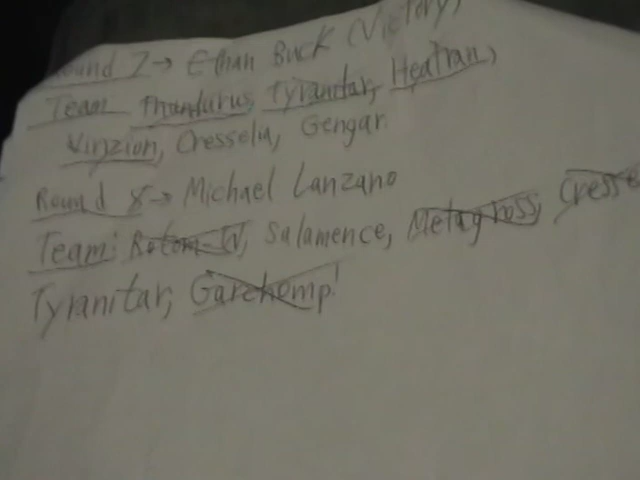 Round 7→ Ethan Buck (Victory)
Team Thundurus, Tyranitar, Heatran,
Virizion, Cresselia, Gengar
Round 8→ Michael Lanzano
Team: Rotom-W, Salamence, Metagross, Cresse
Tyranitar, Garchomp!